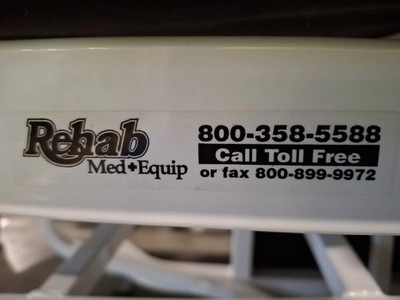 Rehab
Med+Equip
800-358-5588
Call Toll Free
or fax 800-899-9972